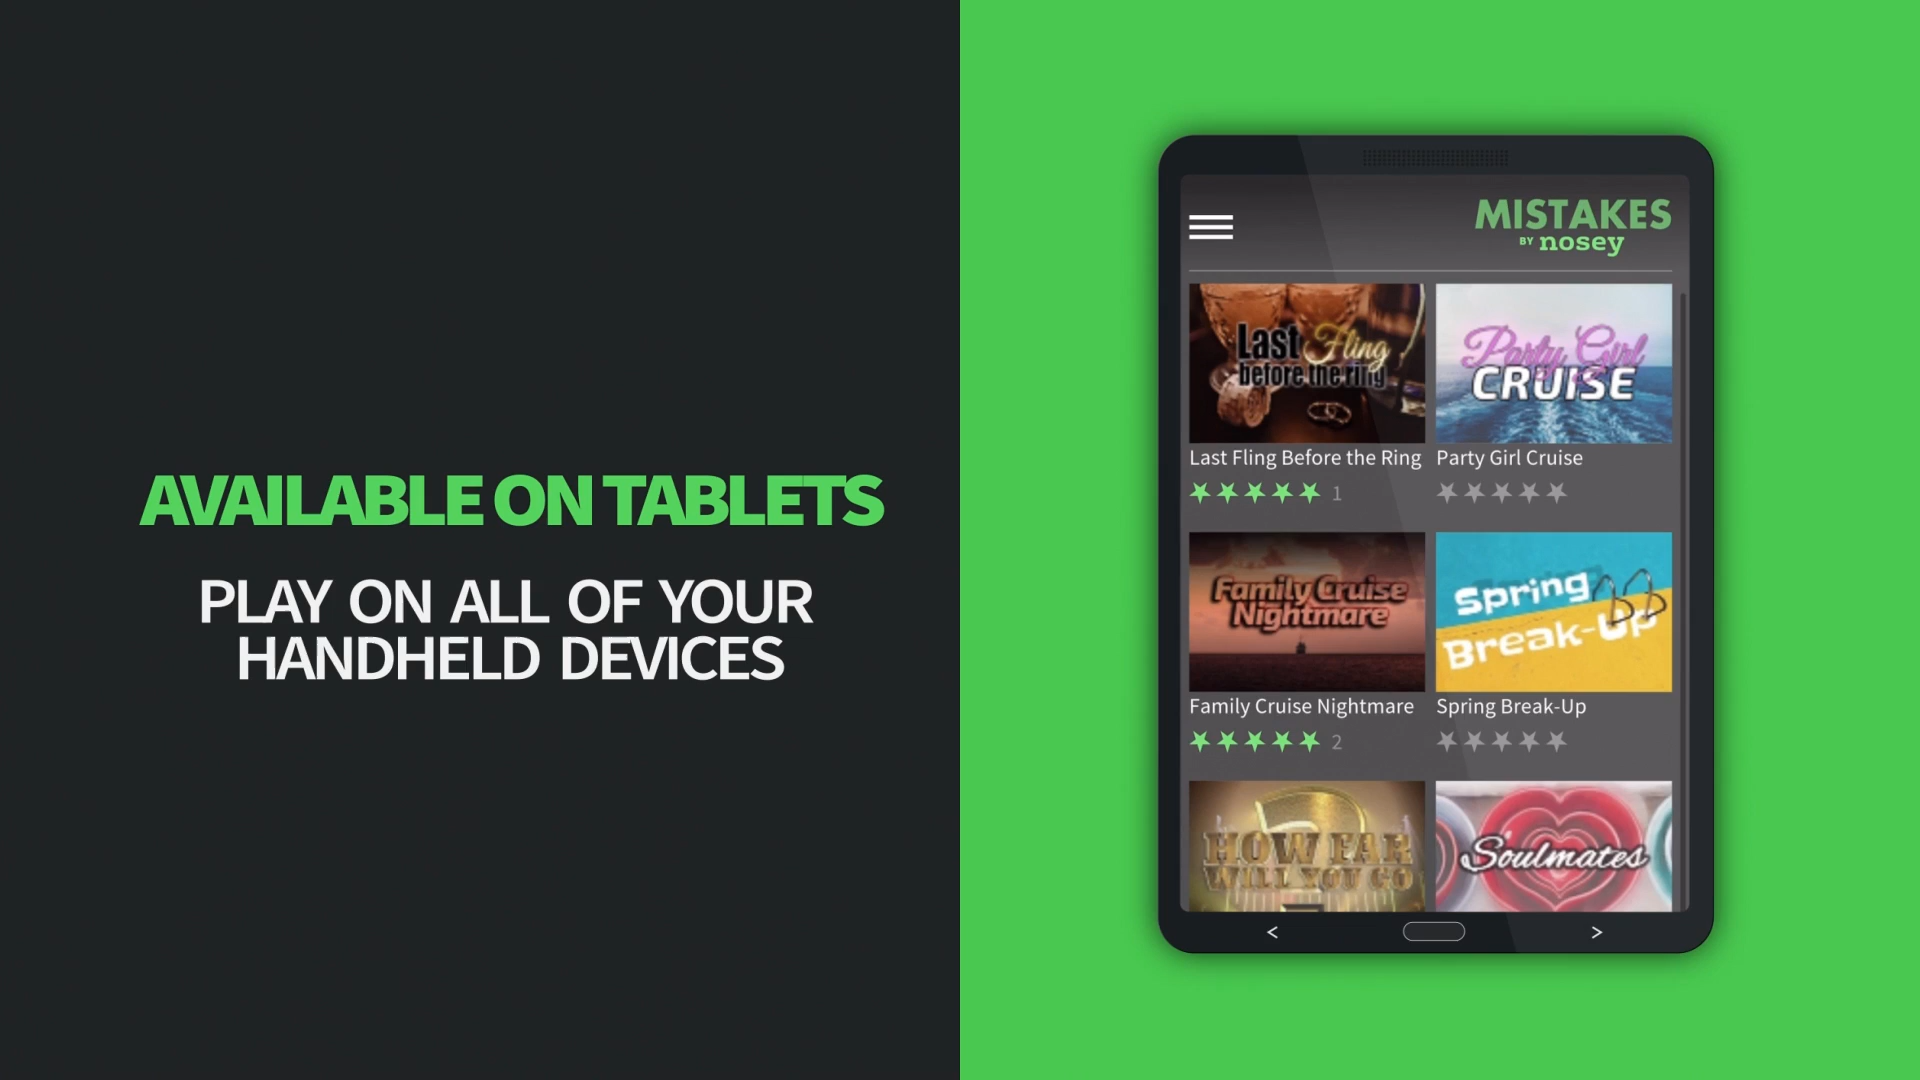 AVAILABLE ON TABLETS
PLAY ON ALL OF YOUR
HANDHELD DEVICES
MISTAKES
BY nosey
Last Fling
before the ring
Party Girl
CRUISE
Last Fling Before the Ring
Party Girl Cruise
1
Family Cruise
Nightmare
Spring
Break-Up
Family Cruise Nightmare
Spring Break-Up
2
HOW FAR
WILL YOU GO
Soulmates